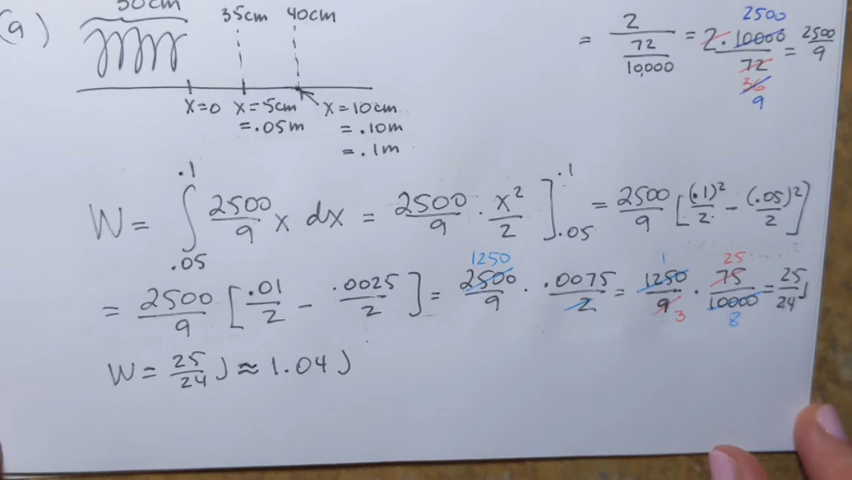 (a)
30cm
35cm 40cm
x=0 x=5cm x=10cm
=.05m =.10m
=.1m
= 2/(72/10,000) = 2·10000/72 = 2500/9
2500
36
9
W = ∫_.05^.1 2500/9 x dx = 2500/9 · x²/2 ]_.05^.1 = 2500/9 [(.1)²/2 - (.05)²/2]
= 2500/9 [.01/2 - .0025/2] = 2500/9 · .0075/2 = 1250/9 · 75/10000 = 25/24 J
1250 1 25
3 8
W = 25/24 J ≈ 1.04 J